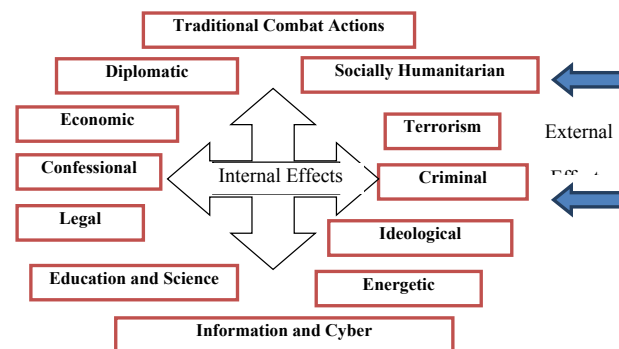 Traditional Combat Actions
Diplomatic
Socially Humanitarian
Economic
Terrorism
External
Confessional
Internal Effects
Criminal
Legal
Ideological
Education and Science
Energetic
Information and Cyber